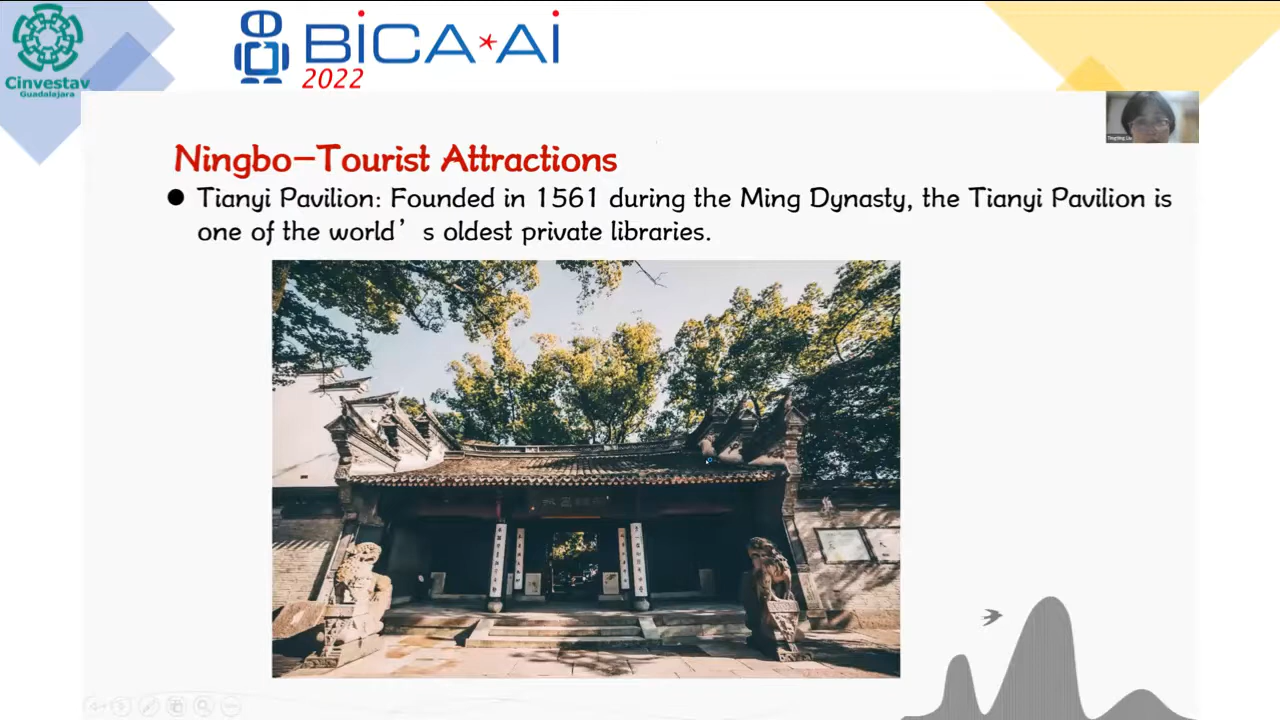 Cinvestav
Guadalajara
BiCA*Ai
2022
Ningbo-Tourist Attractions
● Tianyi Pavilion: Founded in 1561 during the Ming Dysnasty, the Tianyi Pavilion is
one of the world’s oldest private libraries.